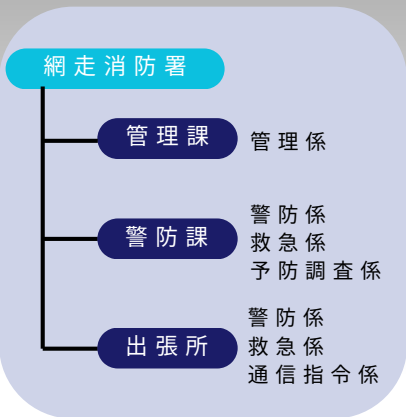 網走消防署
管理課
管理係
警防課
警防係
救急係
予防調査係
出張所
警防係
救急係
通信指令係